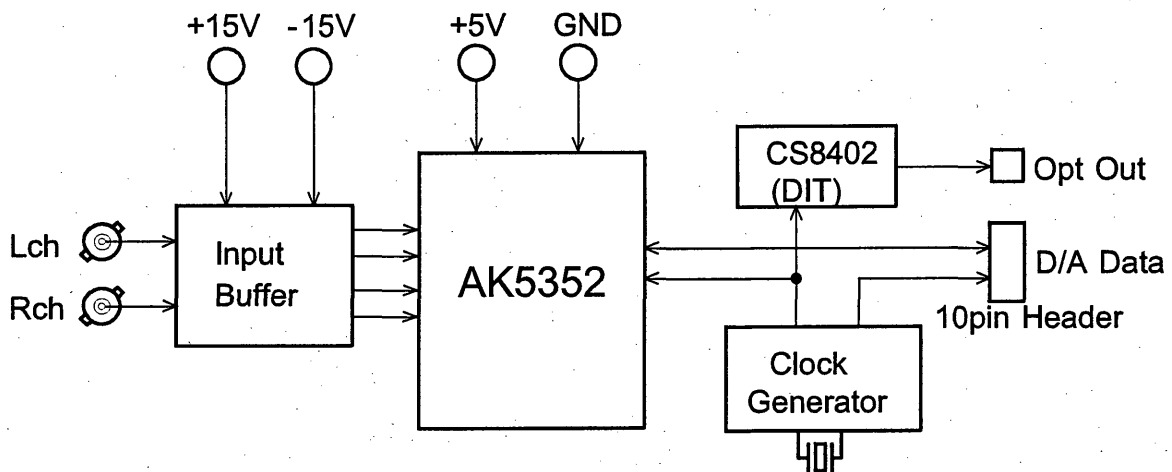 +15V -15V +5V GND
CS8402
(DIT)
Opt Out
Lch
Rch
Input
Buffer
AK5352
D/A Data
10pin Header
Clock
Generator